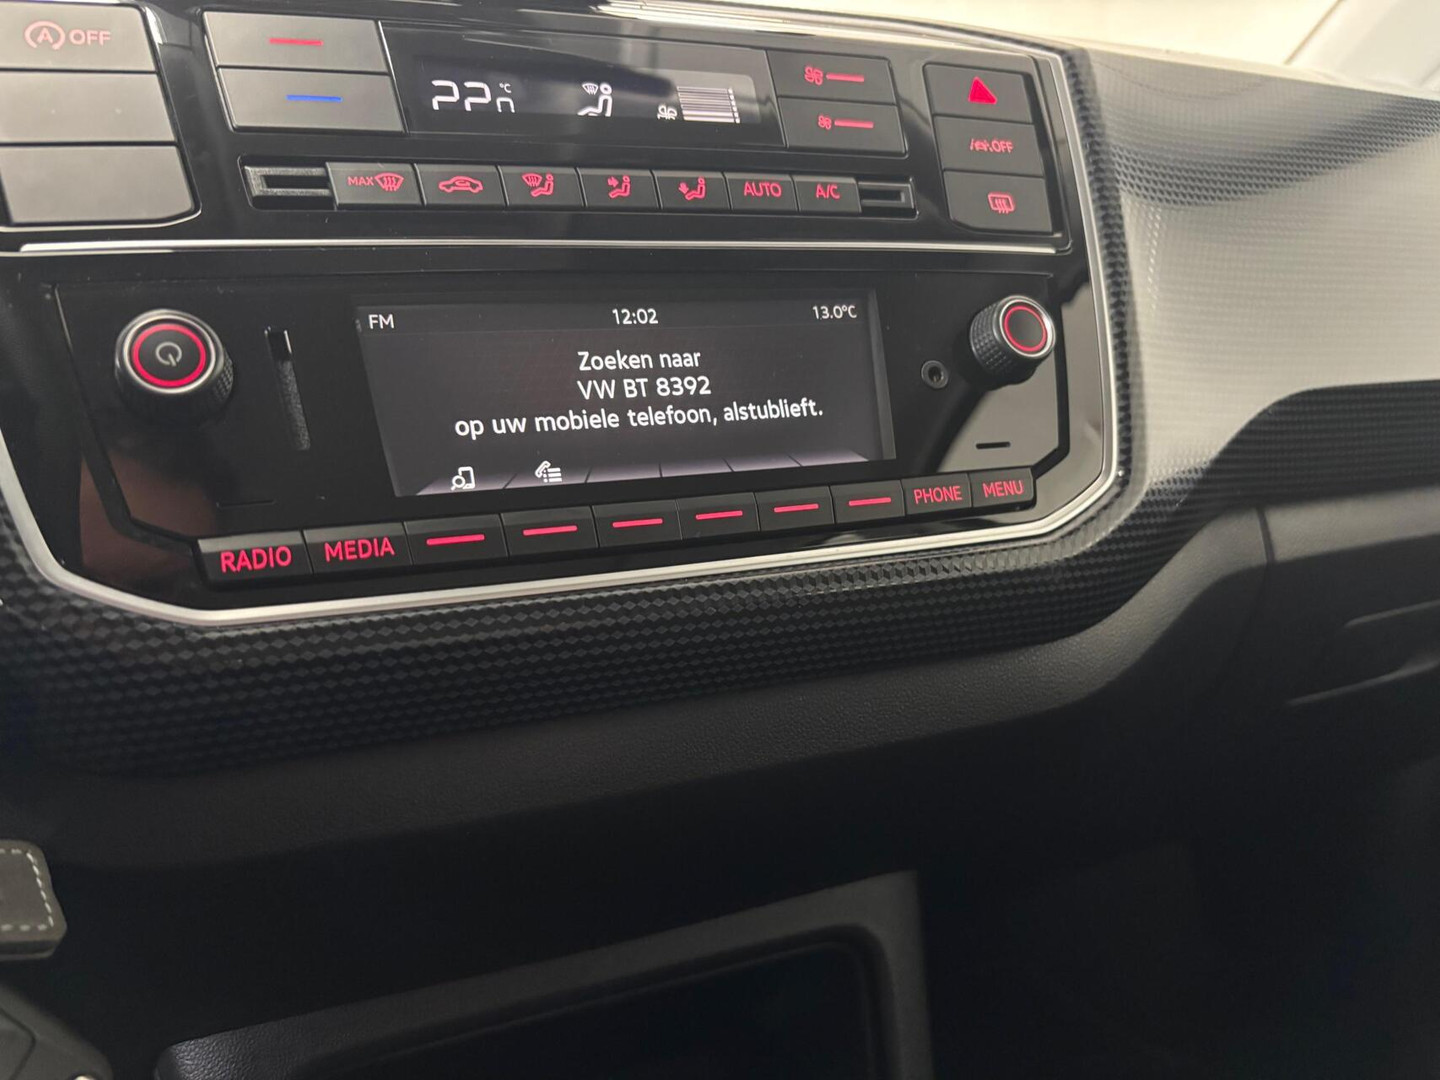 (A) OFF
22.0 °C
OFF
MAX
AUTO
A/C
FM 12:02 13.0°C
Zoeken naar
VW BT 8392
op uw mobiele telefoon, alstublieft.
RADIO MEDIA PHONE MENU